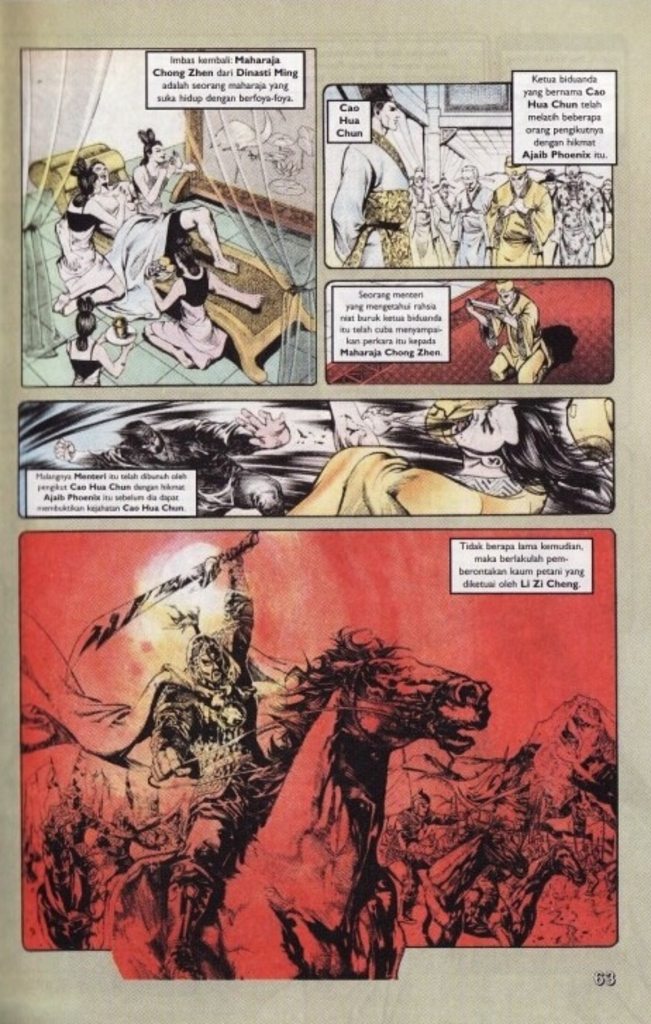 Imbas kembali: Maharaja
Chong Zhen dari Dinasti Ming
adalah seorang maharaja yang
suka hidup dengan berfoya-foya.
Cao
Hua
Chun
Ketua biduanda
yang bernama Cao
Hua Chun telah
melatih beberapa
orang pengikutnya
dengan hikmat
Ajaib Phoenix itu.
Seorang menteri
yang mengetahui rahsia
niat buruk ketua biduanda
itu telah cuba menyampai-
kan perkara itu kepada
Maharaja Chong Zhen.
Malangnya Menteri itu telah dibunuh oleh
pengikut Cao Hua Chun dengan hikmat
Ajaib Phoenix itu sebelum dia dapat
membuktikan kejahatan Cao Hua Chun.
Tidak berapa lama kemudian,
maka berlakulah pem-
berontakan kaum petani yang
diketuai oleh Li Zi Cheng.
63